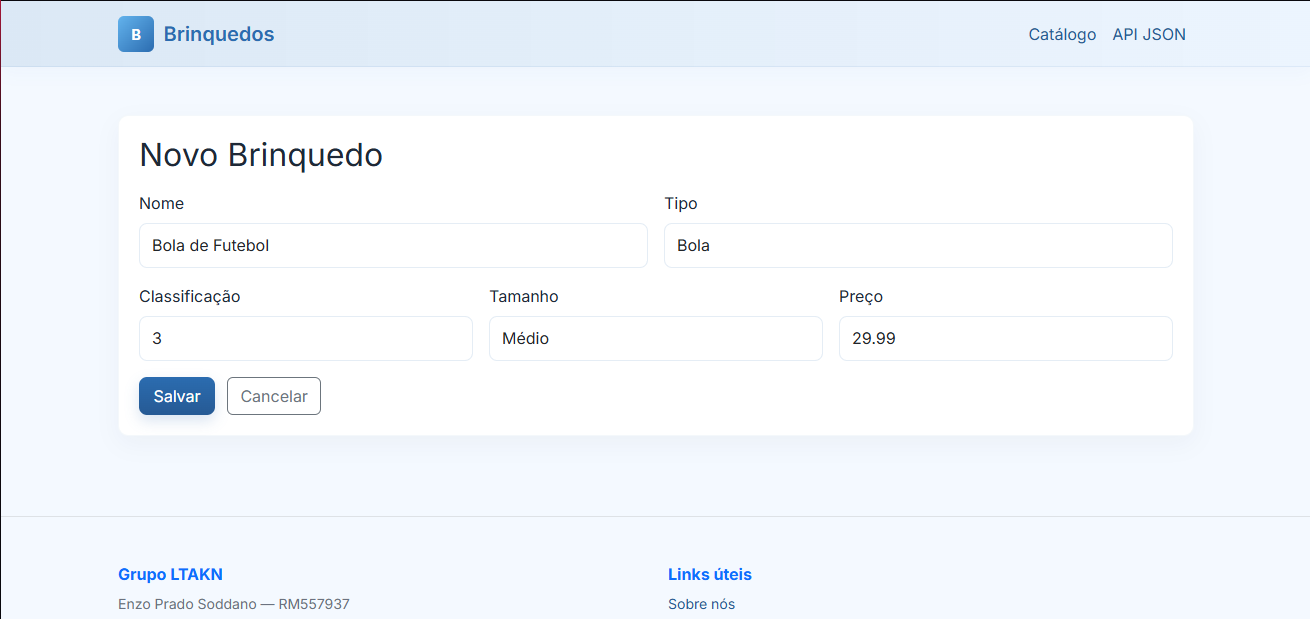 B Brinquedos Catálogo API JSON
Novo Brinquedo
Nome Tipo
Bola de Futebol Bola
Classificação Tamanho Preço
3 Médio 29.99
Salvar Cancelar
Grupo LTAKN Links úteis
Enzo Prado Soddano — RM557937 Sobre nós